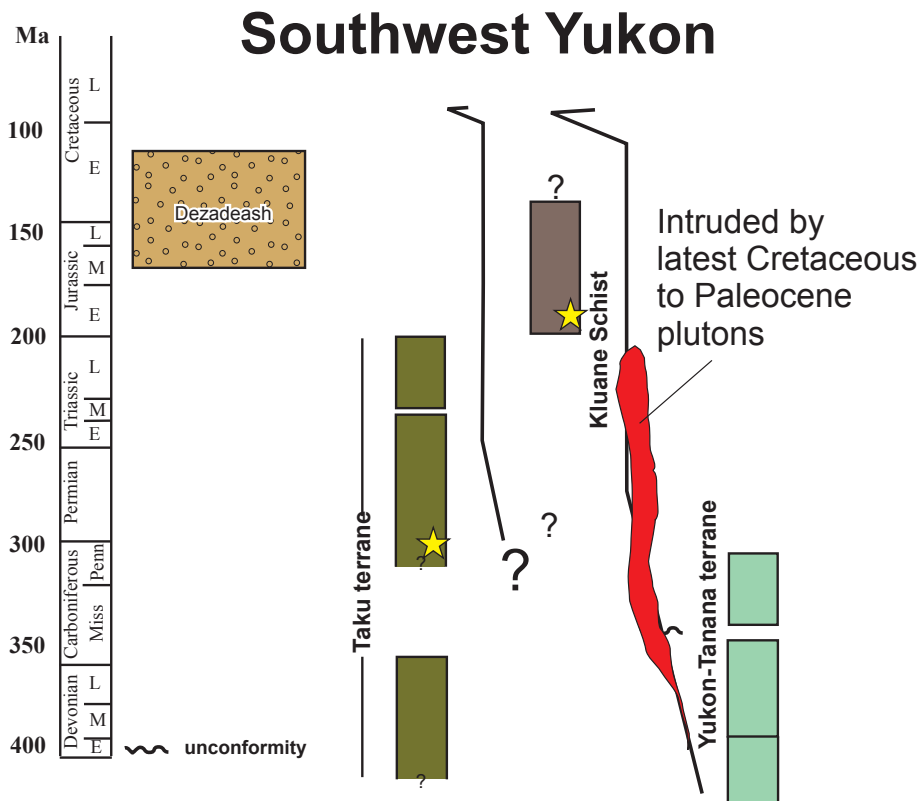 Southwest Yukon
Ma
100
150
200
250
300
350
400
Cretaceous
L
E
Jurassic
L
M
E
Triassic
L
M
E
Permian
Carboniferous
Penn
Miss
Devonian
L
M
E
unconformity
Dezadeash
Taku terrane
?
?
?
?
?
Kluane Schist
Intruded by
latest Cretaceous
to Paleocene
plutons
Yukon-Tanana terrane